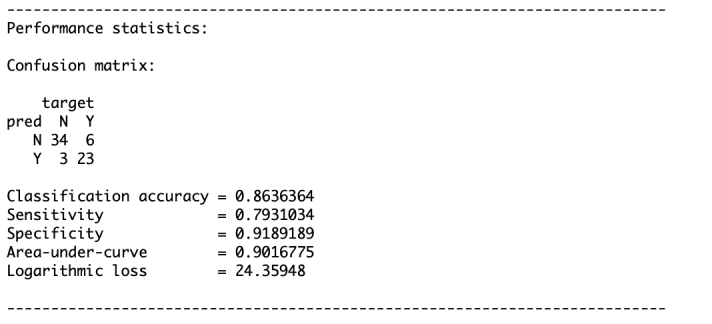 ---------------------------------------------------------------------------
Performance statistics:
Confusion matrix:
    target
pred  N  Y
   N 34  6
   Y  3 23
Classification accuracy = 0.8636364
Sensitivity             = 0.7931034
Specificity             = 0.9189189
Area-under-curve        = 0.9016775
Logarithmic loss        = 24.35948
---------------------------------------------------------------------------